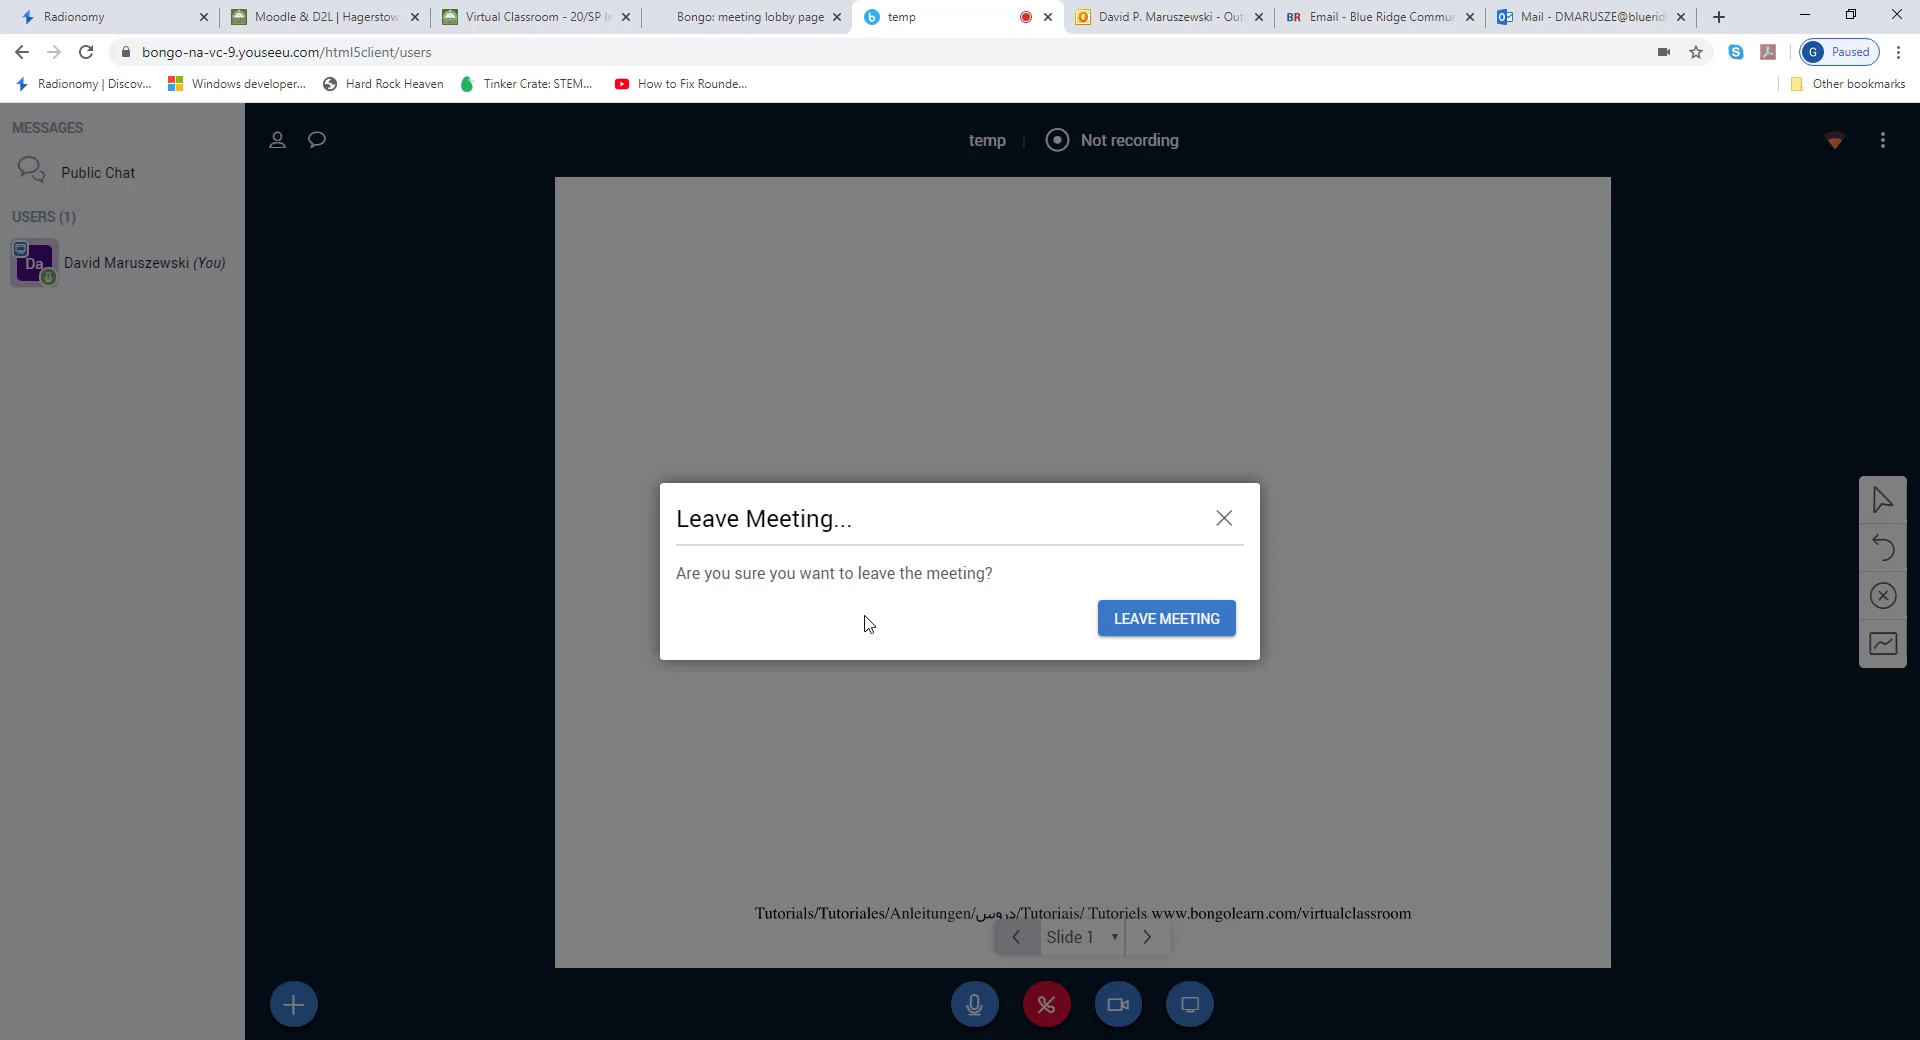 Radionomy
Moodle & D2L | Hagerstow
Virtual Classroom - 20/SP I
Bongo: meeting lobby page
temp
David P. Maruszewski - Out
BR Email - Blue Ridge Commu
Mail - DMARUSZE@bluerid
bongo-na-vc-9.youseeu.com/html5client/users
G Paused
Radionomy | Discov...
Windows developer...
Hard Rock Heaven
Tinker Crate: STEM...
How to Fix Rounde...
Other bookmarks
MESSAGES
Public Chat
USERS (1)
Da David Maruszewski (You)
temp
Not recording
Leave Meeting...
Are you sure you want to leave the meeting?
LEAVE MEETING
Tutorials/Tutoriales/Anleitungen/دروس/Tutoriais/ Tutoriels www.bongolearn.com/virtualclassroom
Slide 1